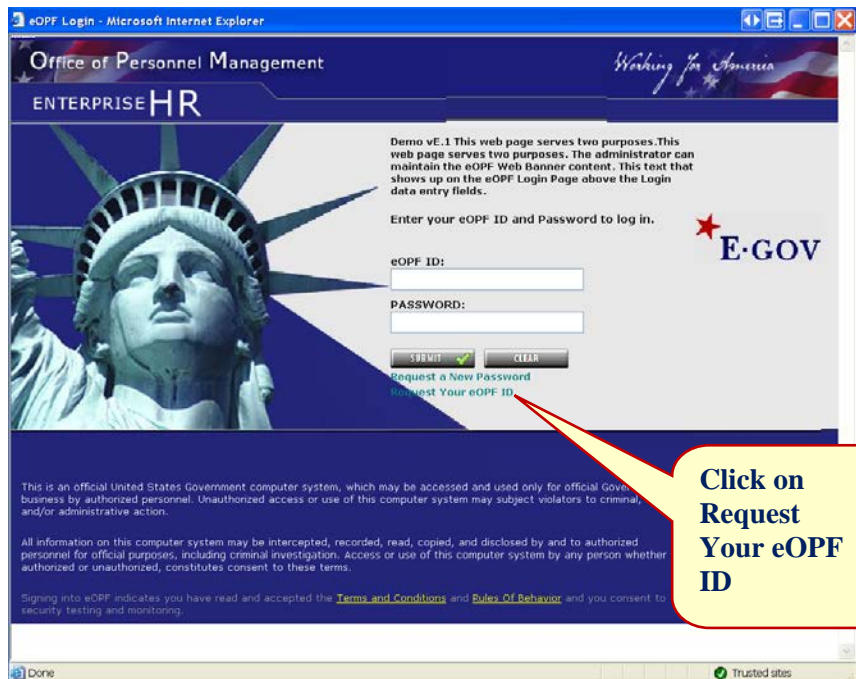 eOPF Login - Microsoft Internet Explorer
Office of Personnel Management
Working for America
ENTERPRISE HR
Demo vE.1 This web page serves two purposes.This
web page serves two purposes. The administrator can
maintain the eOPF Web Banner content. This text that
shows up on the eOPF Login Page above the Login
data entry fields.
Enter your eOPF ID and Password to log in.
E·GOV
eOPF ID:
PASSWORD:
SUBMIT
CLEAR
Request a New Password
Request Your eOPF ID
Click on
Request
Your eOPF
ID
This is an official United States Government computer system, which may be accessed and used only for official
business by authorized personnel. Unauthorized access or use of this computer system may subject violators to criminal,
and/or administrative action.
All information on this computer system may be intercepted, recorded, read, copied, and disclosed by and to authorized
personnel for official purposes, including criminal investigation. Access or use of this computer system by any person whether
authorized or unauthorized, constitutes consent to these terms.
Signing into eOPF indicates you have read and accepted the Terms and Conditions and Rules Of Behavior and you consent to
security testing and monitoring.
Done
Trusted sites